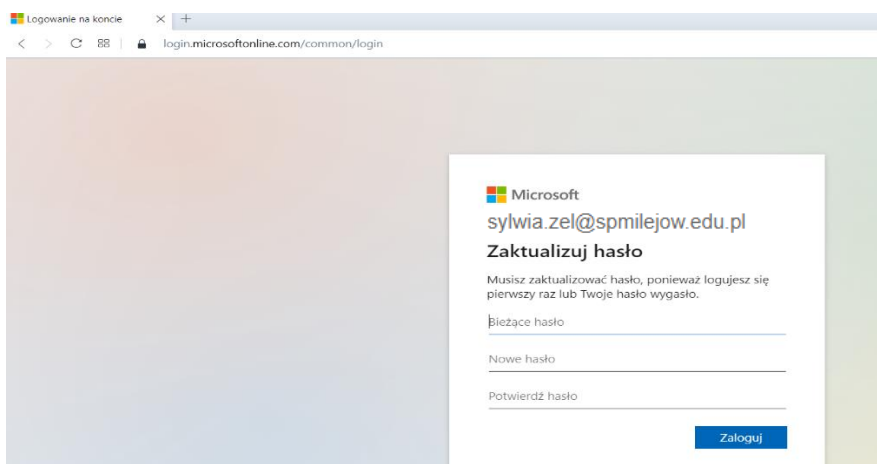 Logowanie na koncie
login.microsoftonline.com/common/login
Microsoft
sylwia.zel@spmilejow.edu.pl
Zaktualizuj hasło
Musisz zaktualizować hasło, ponieważ logujesz się
pierwszy raz lub Twoje hasło wygasło.
Bieżące hasło
Nowe hasło
Potwierdź hasło
Zaloguj